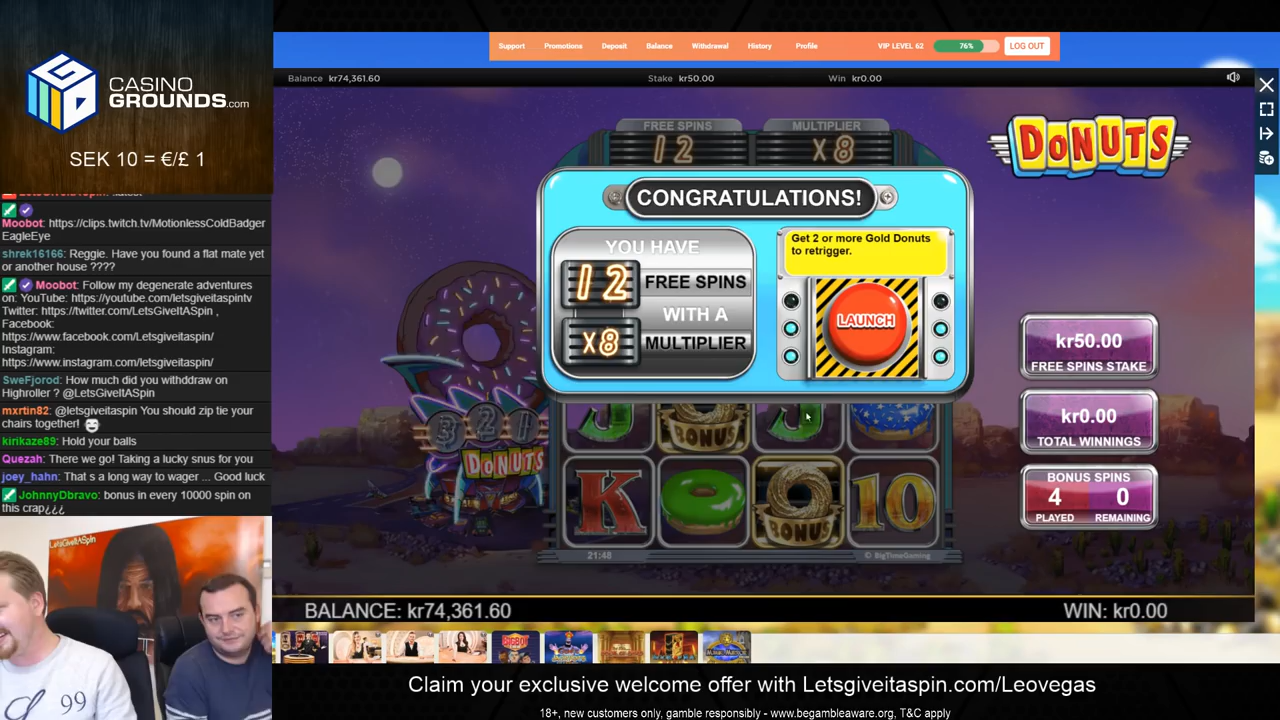 CASINO
GROUNDS.com
SEK 10 = €/£ 1
Moobot: https://clips.twitch.tv/MotionlessColdBadger
EagleEye
shrek16166: Reggie. Have you found a flat mate yet
or another house ????
Moobot: Follow my degenerate adventures
on: YouTube: https://youtube.com/letsgiveitaspintv
Twitter: https://twitter.com/LetsGiveItASpin ,
Facebook:
https://www.facebook.com/letsgiveitaspin/
Instagram:
https://www.instagram.com/letsgiveitaspin/
SweFjorod: How much did you withddraw on
Highroller ? @LetsGiveItASpin
mxrtin82: @letsgiveitaspin You should zip tie your
chairs together!
kirikaze89: Hold your balls
Quezah: There we go! Taking a lucky snus for you
joey_hahn: That s a long way to wager ... Good luck
JohnnyDbravo: bonus in every 10000 spin on
this crap¿¿¿
LetsGiveItASpin
99
Support Promotions Deposit Balance Withdrawal History Profile VIP LEVEL 62 76% LOG OUT
Balance kr74,361.60 Stake kr50.00 Win kr0.00
FREE SPINS MULTIPLIER
12 X8
DONUTS
CONGRATULATIONS!
YOU HAVE
12 FREE SPINS
WITH A
X8 MULTIPLIER
Get 2 or more Gold Donuts
to retrigger.
LAUNCH
kr50.00
FREE SPINS STAKE
kr0.00
TOTAL WINNINGS
BONUS SPINS
4 0
PLAYED REMAINING
3 2 1
DONUTS
J BONUS J
K BONUS 10
21:48 © BigTimeGaming
BALANCE: kr74,361.60 WIN: kr0.00
Claim your exclusive welcome offer with Letsgiveitaspin.com/Leovegas
18+, new customers only, gamble responsibly - www.begambleaware.org, T&C apply